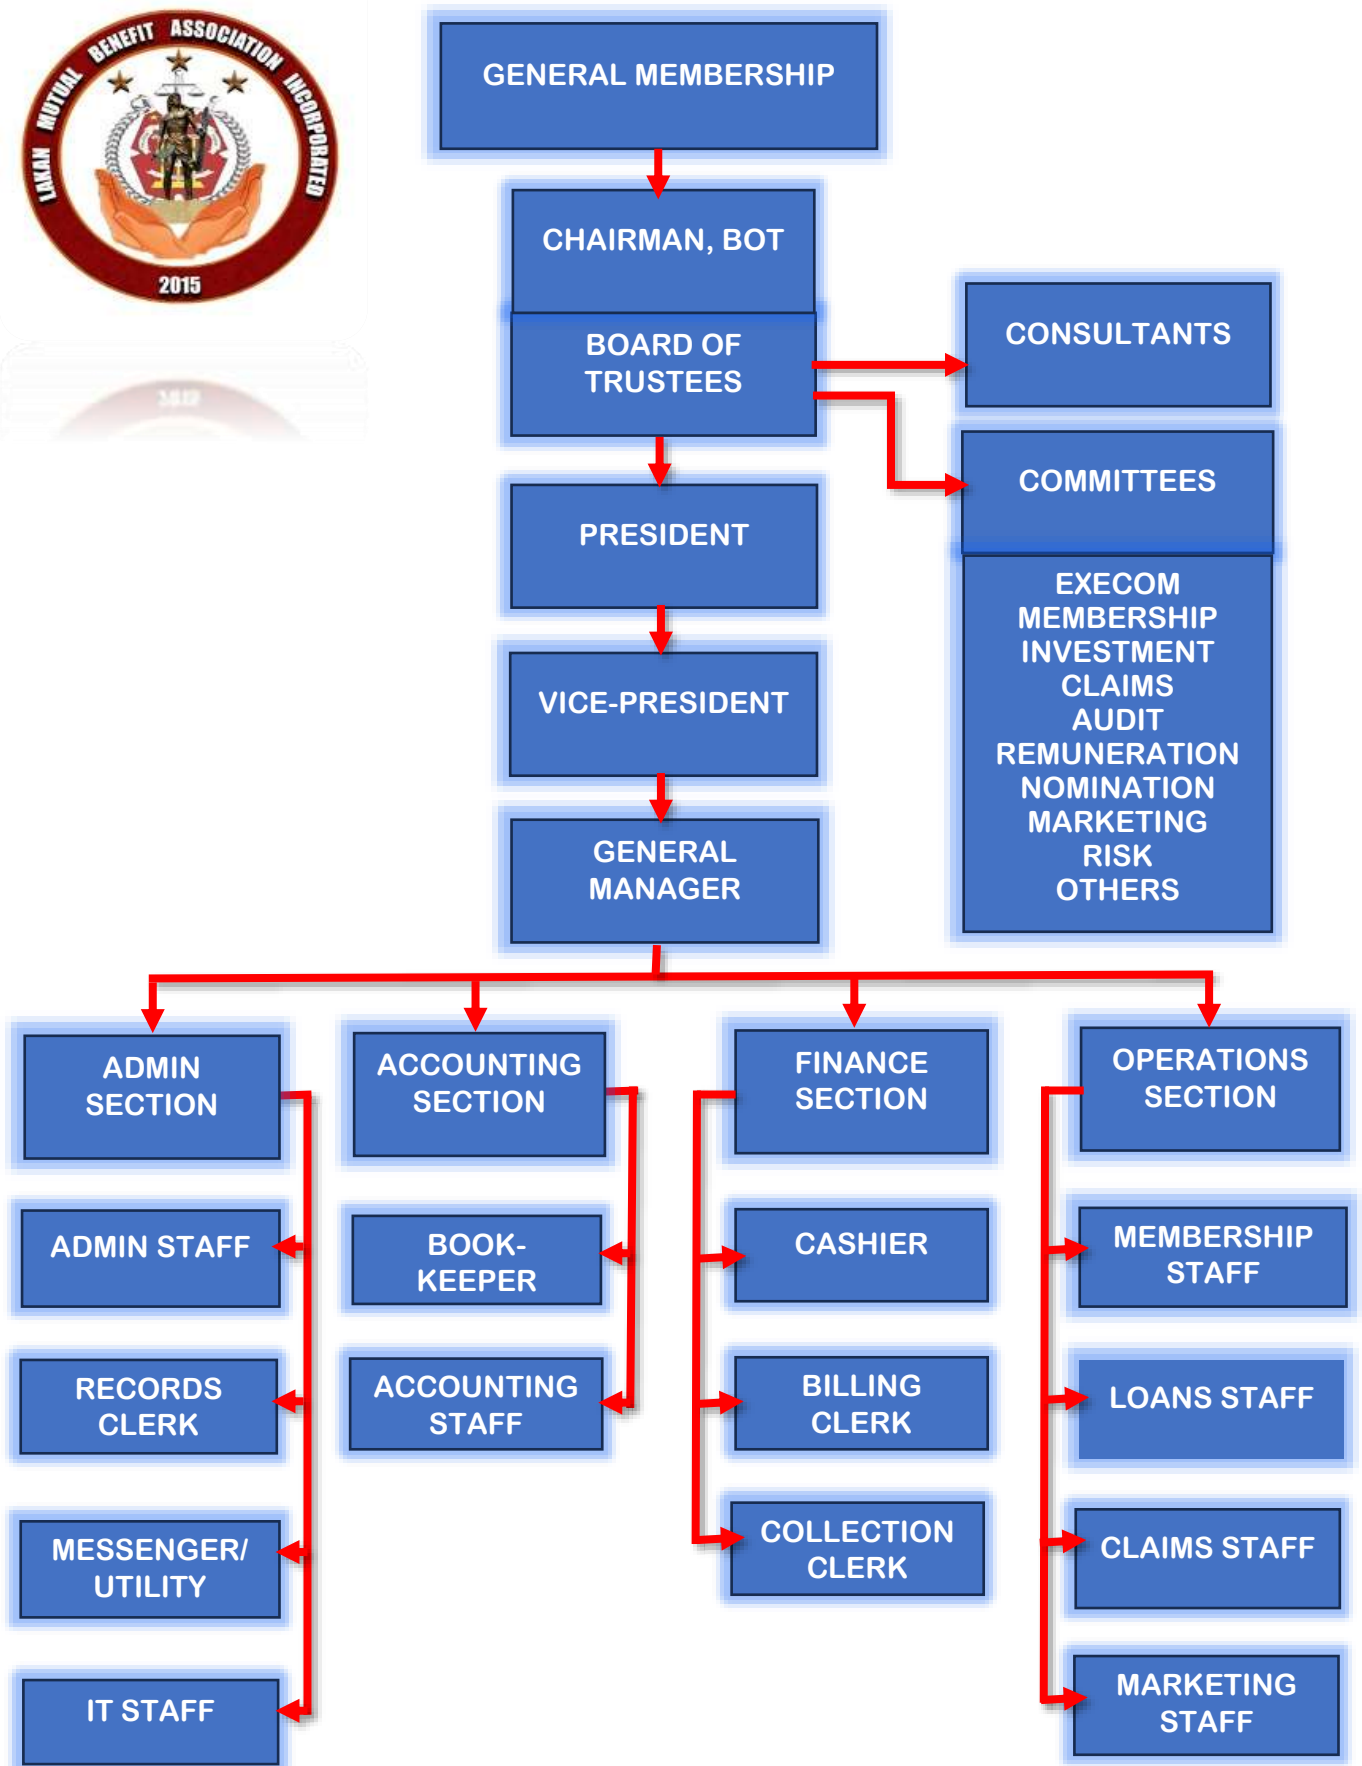 LAKAN MUTUAL BENEFIT ASSOCIATION INCORPORATED
2015
GENERAL MEMBERSHIP
CHAIRMAN, BOT
BOARD OF
TRUSTEES
CONSULTANTS
COMMITTEES
EXECOM
MEMBERSHIP
INVESTMENT
CLAIMS
AUDIT
REMUNERATION
NOMINATION
MARKETING
RISK
OTHERS
PRESIDENT
VICE-PRESIDENT
GENERAL
MANAGER
ADMIN
SECTION
ADMIN STAFF
RECORDS
CLERK
MESSENGER/
UTILITY
IT STAFF
ACCOUNTING
SECTION
BOOK-
KEEPER
ACCOUNTING
STAFF
FINANCE
SECTION
CASHIER
BILLING
CLERK
COLLECTION
CLERK
OPERATIONS
SECTION
MEMBERSHIP
STAFF
LOANS STAFF
CLAIMS STAFF
MARKETING
STAFF